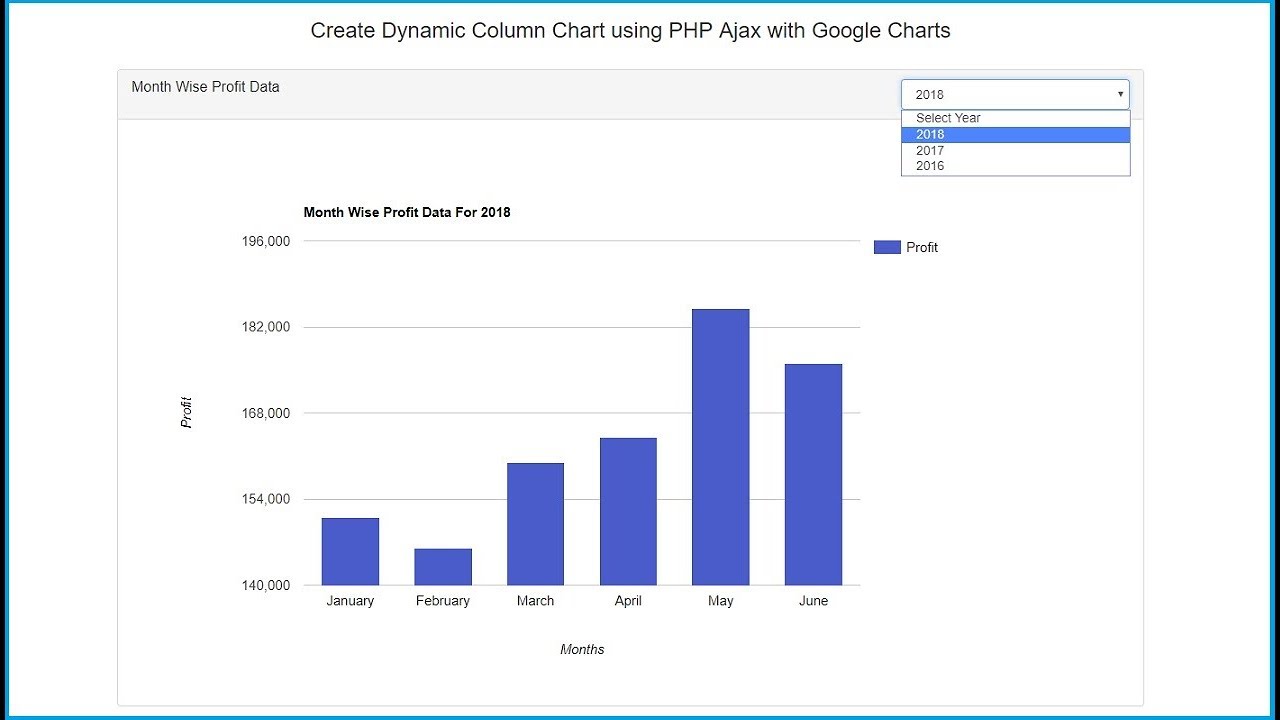 Create Dynamic Column Chart using PHP Ajax with Google Charts
Month Wise Profit Data
2018
Select Year
2018
2017
2016
Month Wise Profit Data For 2018
196,000
Profit
182,000
168,000
Profit
154,000
140,000
January February March April May June
Months